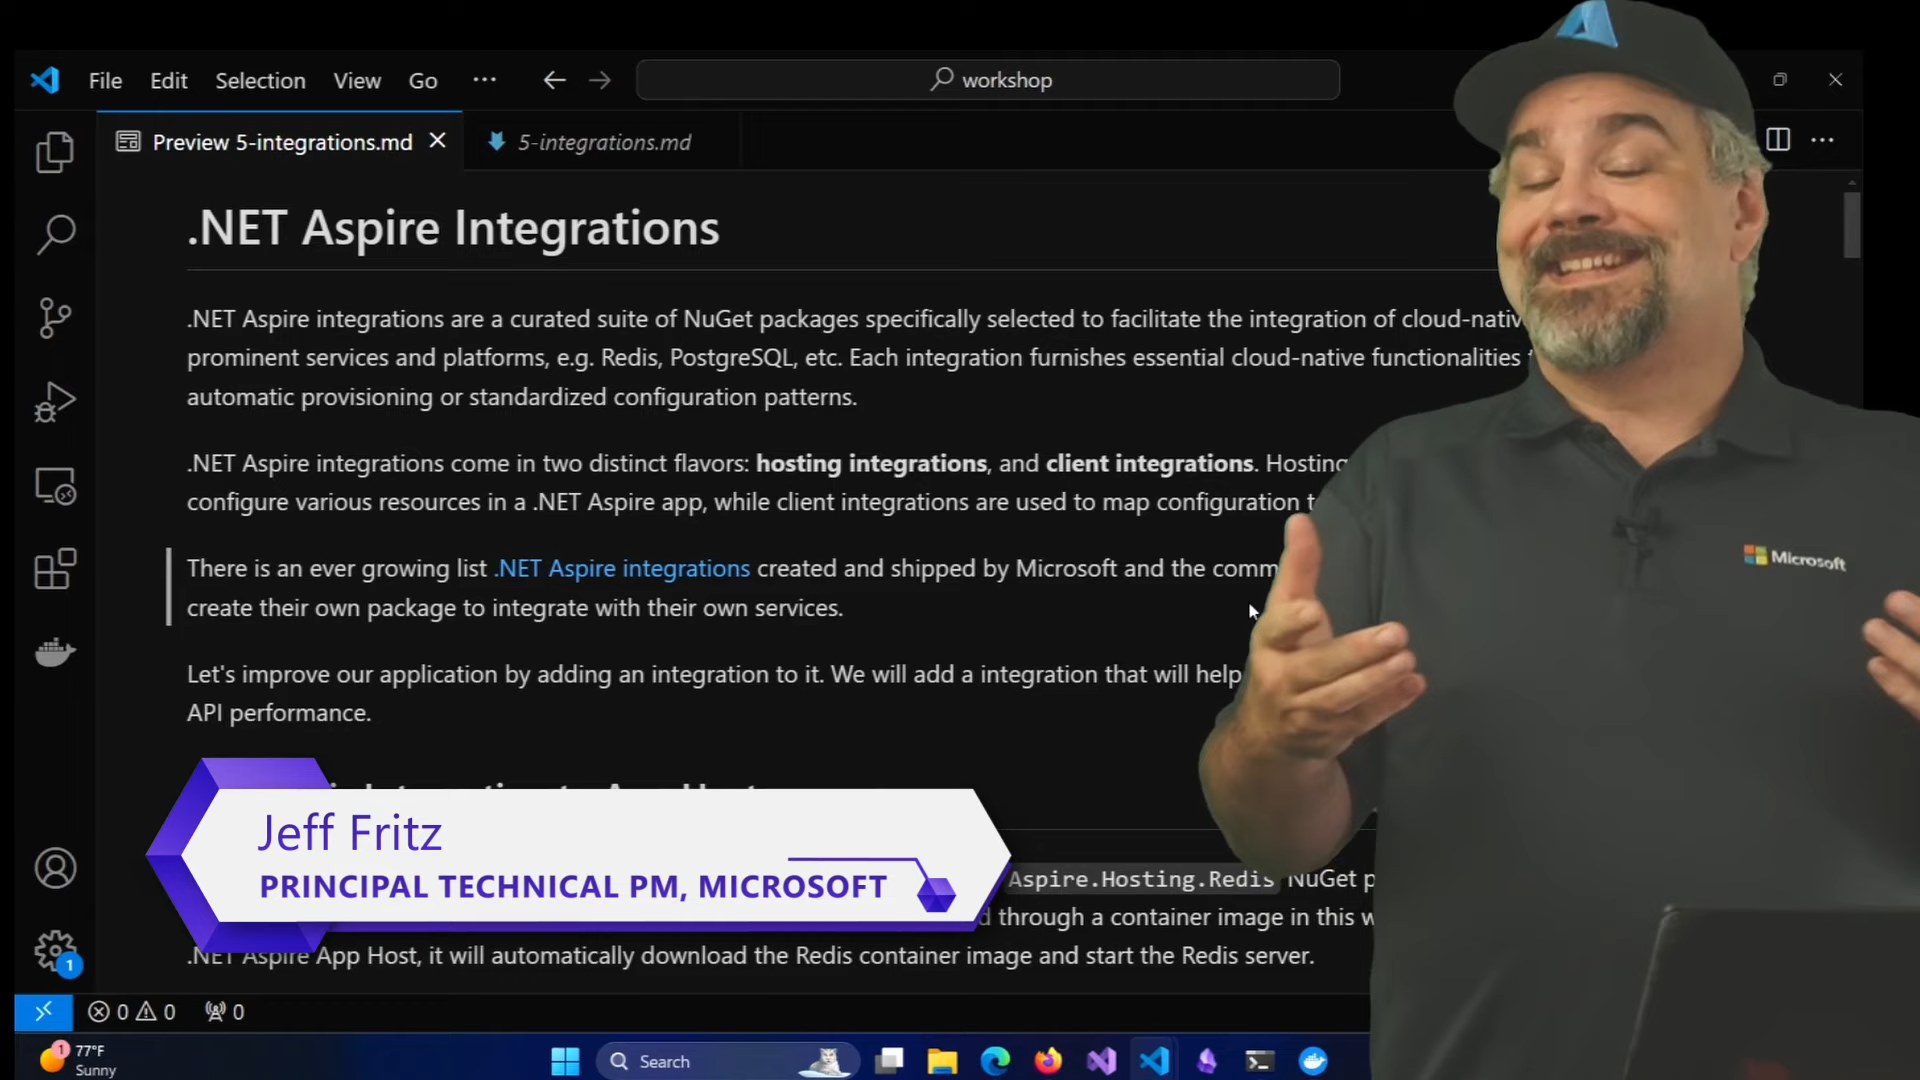 File Edit Selection View Go ··· workshop
Preview 5-integrations.md 5-integrations.md
.NET Aspire Integrations
.NET Aspire integrations are a curated suite of NuGet packages specifically selected to facilitate the integration of
prominent services and platforms, e.g. Redis, PostgreSQL, etc. Each integration furnishes essential cloud-native functionalities
automatic provisioning or standardized configuration patterns.
.NET Aspire integrations come in two distinct flavors: hosting integrations, and client integrations.
configure various resources in a .NET Aspire app, while client integrations are used to map configuration
There is an ever growing list .NET Aspire integrations created and shipped by Microsoft and the
create their own package to integrate with their own services.
Let's improve our application by adding an integration to it. We will add a integration that will help
API performance.
Jeff Fritz
PRINCIPAL TECHNICAL PM, MICROSOFT
Aspire.Hosting.Redis NuGet
through a container image in this
.NET Aspire App Host, it will automatically download the Redis container image and start the Redis server.
Microsoft
1
0 0 0
1
77°F
Sunny
Search